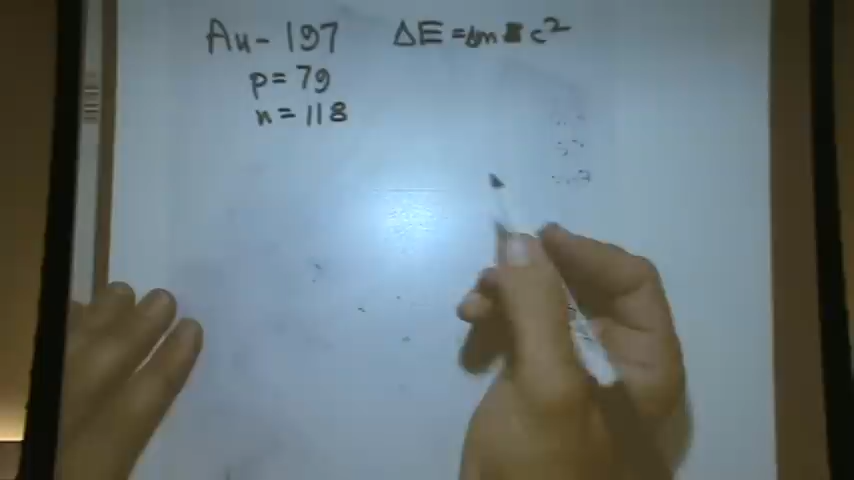 Au-197 ΔE = Δm c²
p = 79
n = 118